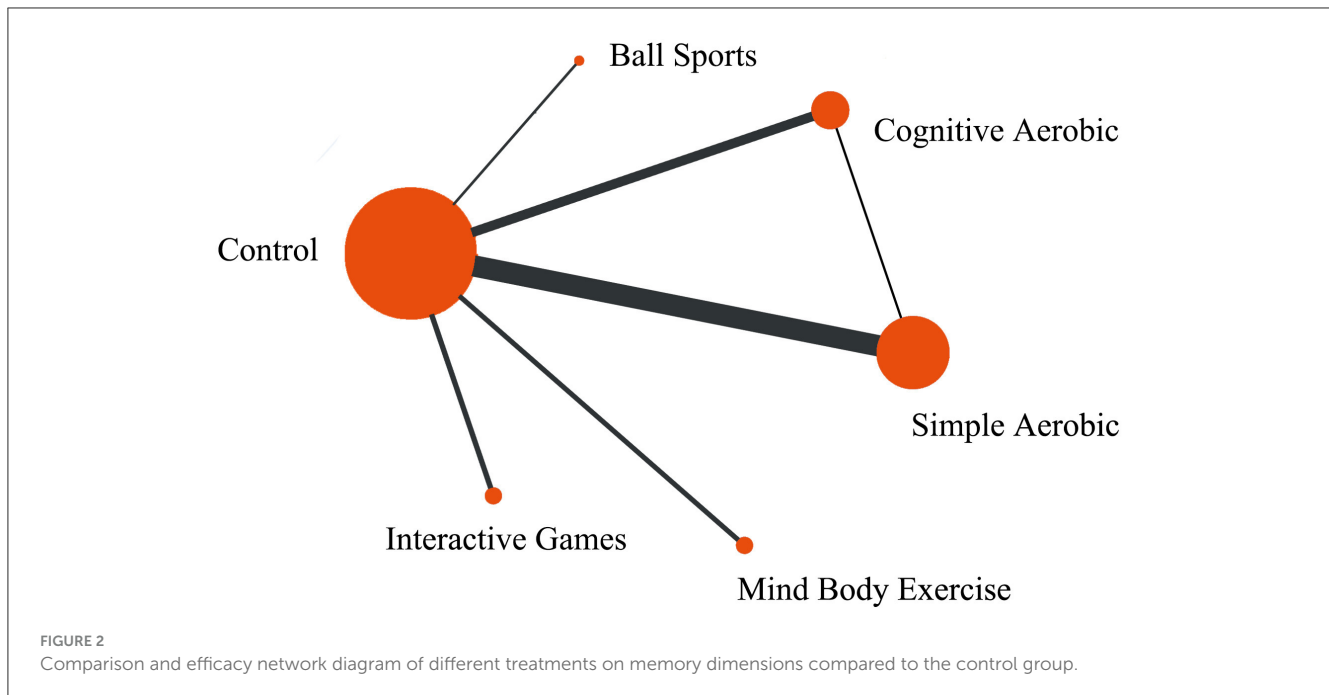 Ball Sports
Cognitive Aerobic
Control
Simple Aerobic
Interactive Games
Mind Body Exercise
FIGURE 2
Comparison and efficacy network diagram of different treatments on memory dimensions compared to the control group.